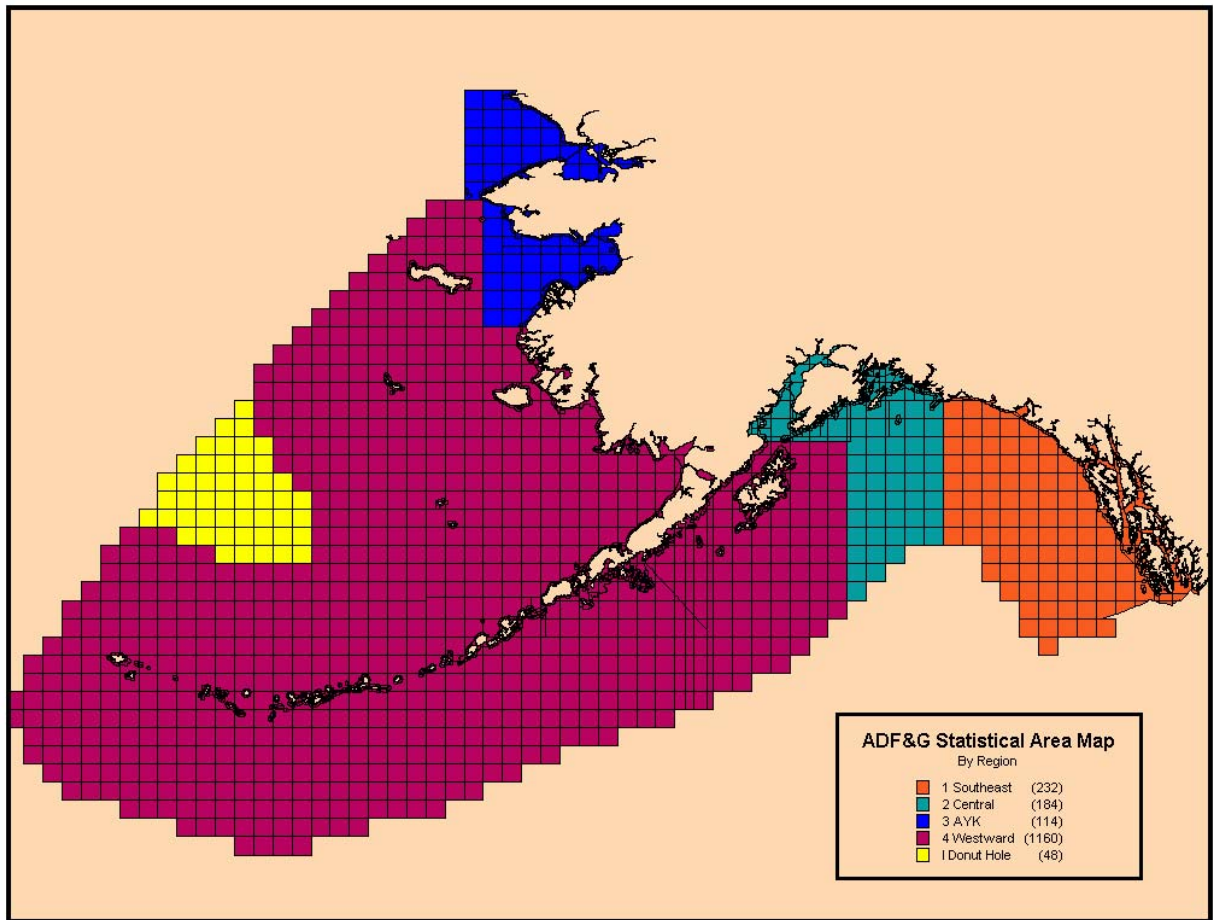 ADF&G Statistical Area Map
By Region
1 Southeast (232)
2 Central (184)
3 AYK (114)
4 Westward (1160)
I Donut Hole (48)